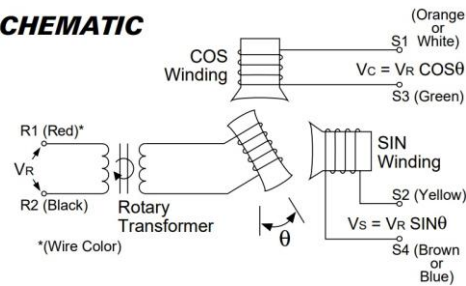 CHEMATIC
(Orange
or
White)
S1
COS
Winding
VC = VR COSθ
S3 (Green)
R1 (Red)*
VR
R2 (Black)
Rotary
Transformer
*(Wire Color)
θ
SIN
Winding
S2 (Yellow)
VS = VR SINθ
S4 (Brown
or
Blue)